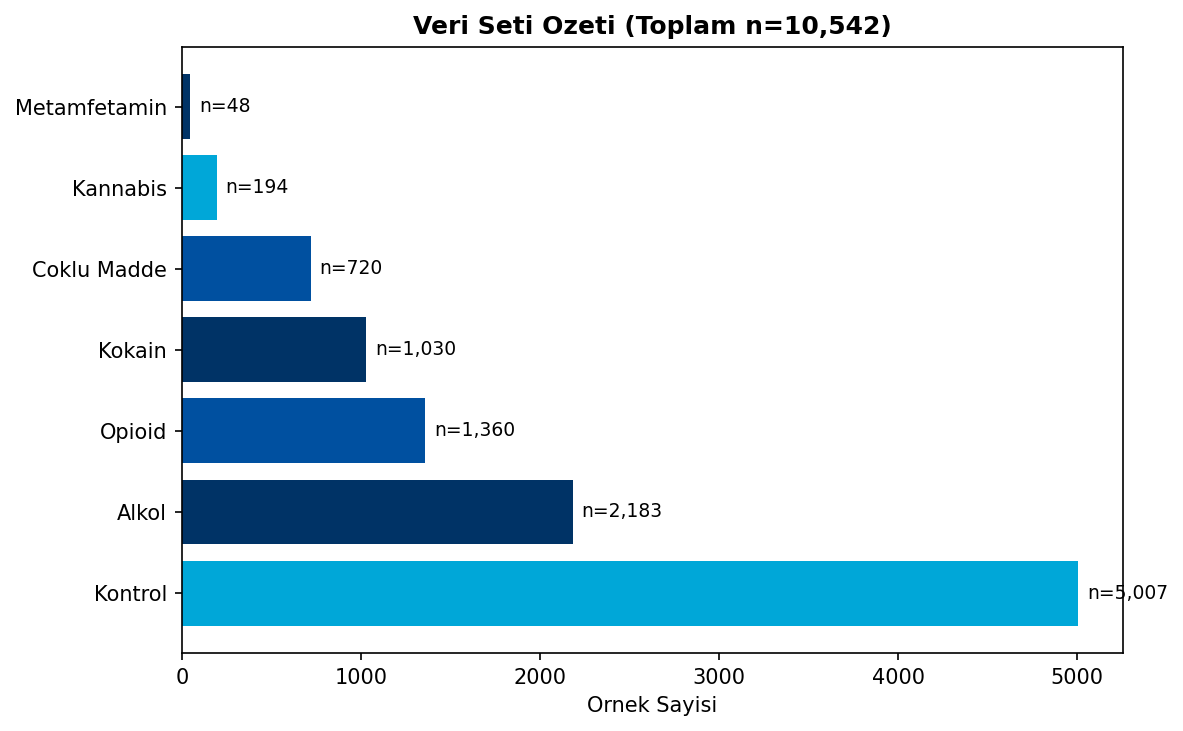 Veri Seti Ozeti (Toplam n=10,542)
Metamfetamin n=48
Kannabis n=194
Coklu Madde n=720
Kokain n=1,030
Opioid n=1,360
Alkol n=2,183
Kontrol n=5,007
0 1000 2000 3000 4000 5000
Ornek Sayisi